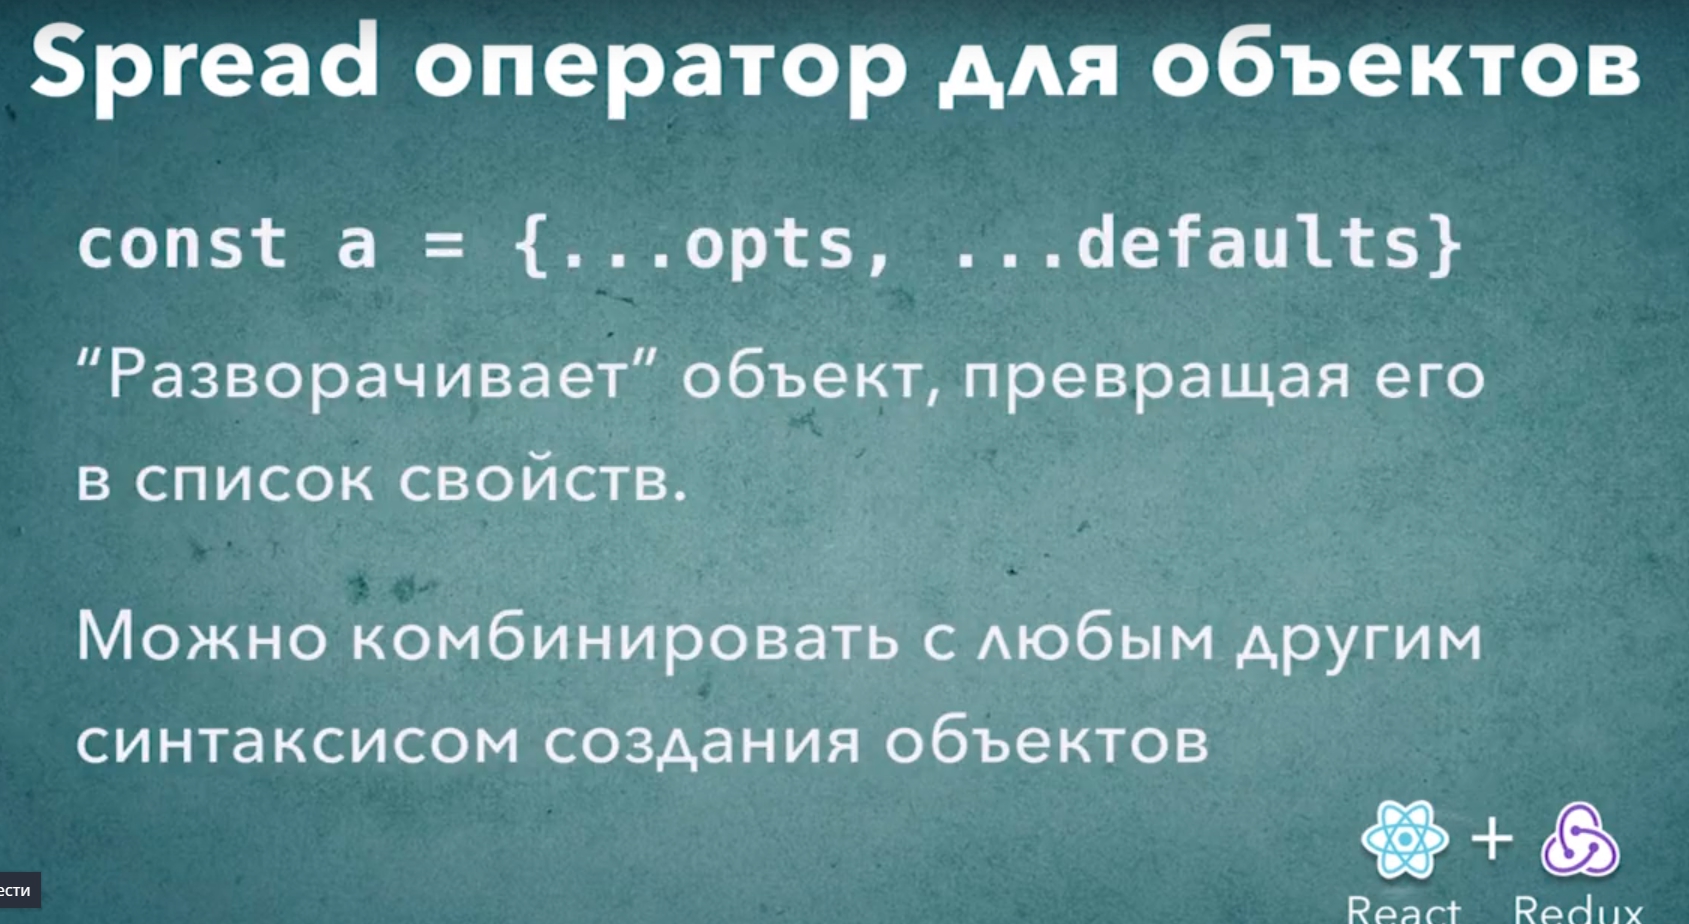 Spread оператор для объектов
const a = {...opts, ...defaults}
“Разворачивает” объект, превращая его
в список свойств.
Можно комбинировать с любым другим
синтаксисом создания объектов
+
ести
React Redux